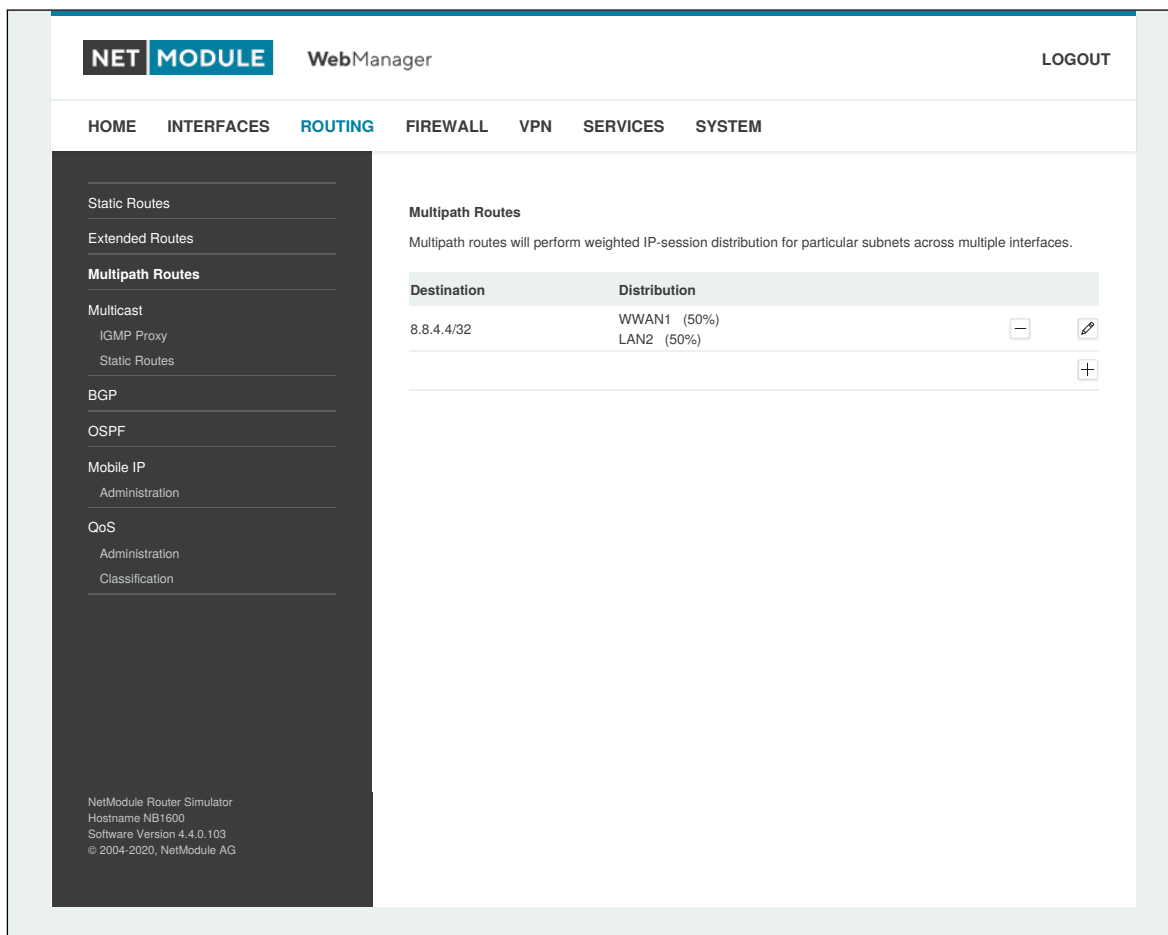 NET MODULE WebManager LOGOUT
HOME INTERFACES ROUTING FIREWALL VPN SERVICES SYSTEM
Static Routes
Extended Routes
Multipath Routes
Multicast
IGMP Proxy
Static Routes
BGP
OSPF
Mobile IP
Administration
QoS
Administration
Classification
NetModule Router Simulator
Hostname NB1600
Software Version 4.4.0.103
© 2004-2020, NetModule AG
Multipath Routes
Multipath routes will perform weighted IP-session distribution for particular subnets across multiple interfaces.
Destination Distribution
8.8.4.4/32
WWAN1 (50%)
LAN2 (50%)